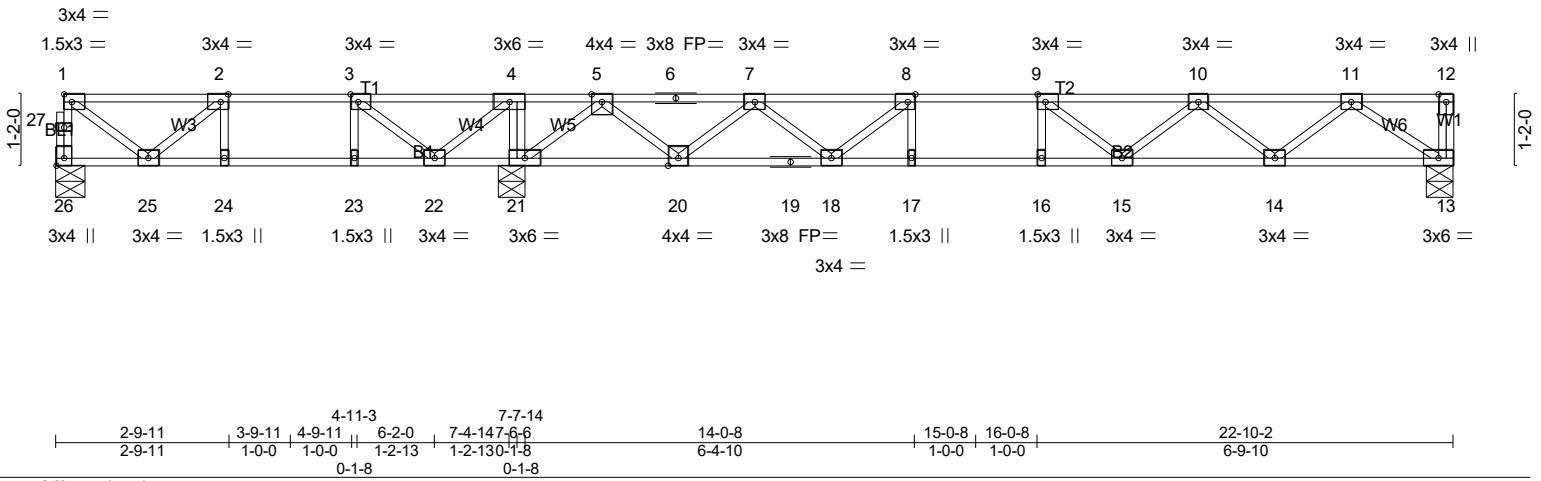 3x4 =
1.5x3 = 3x4 = 3x4 = 3x6 = 4x4 = 3x8 FP= 3x4 = 3x4 = 3x4 = 3x4 = 3x4 = 3x4 ||
1 2 3 4 5 6 7 8 9 10 11 12
T1 T2
1-2-0 27 W3 W4 W5 W6 W1 1-2-0
B1 B2
26 25 24 23 22 21 20 19 18 17 16 15 14 13
3x4 || 3x4 = 1.5x3 || 1.5x3 || 3x4 = 3x6 = 4x4 = 3x8 FP= 1.5x3 || 1.5x3 || 3x4 = 3x4 = 3x6 =
3x4 =
4-11-3 7-7-14
2-9-11 3-9-11 4-9-11 6-2-0 7-4-14 7-6-6 14-0-8 15-0-8 16-0-8 22-10-2
2-9-11 1-0-0 1-0-0 1-2-13 1-2-13 0-1-8 6-4-10 1-0-0 1-0-0 6-9-10
0-1-8 0-1-8